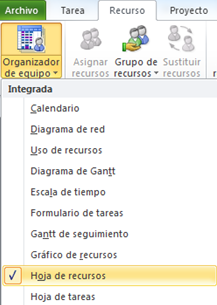 Archivo Tarea Recurso Proyecto
Organizador de equipo Asignar recursos Grupo de recursos Sustituir recursos
Integrada
Calendario
Diagrama de red
Uso de recursos
Diagrama de Gantt
Escala de tiempo
Formulario de tareas
Gantt de seguimiento
Gráfico de recursos
Hoja de recursos
Hoja de tareas